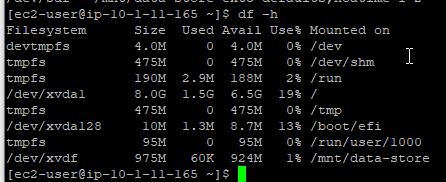 [ec2-user@ip-10-1-11-165 ~]$ df -h
Filesystem      Size  Used Avail Use% Mounted on
devtmpfs        4.0M     0  4.0M   0% /dev
tmpfs           475M     0  475M   0% /dev/shm
tmpfs           190M  2.9M  188M   2% /run
/dev/xvda1      8.0G  1.5G  6.5G  19% /
tmpfs           475M     0  475M   0% /tmp
/dev/xvda128     10M  1.3M  8.7M  13% /boot/efi
tmpfs            95M     0   95M   0% /run/user/1000
/dev/xvdf       975M   60K  924M   1% /mnt/data-store
[ec2-user@ip-10-1-11-165 ~]$